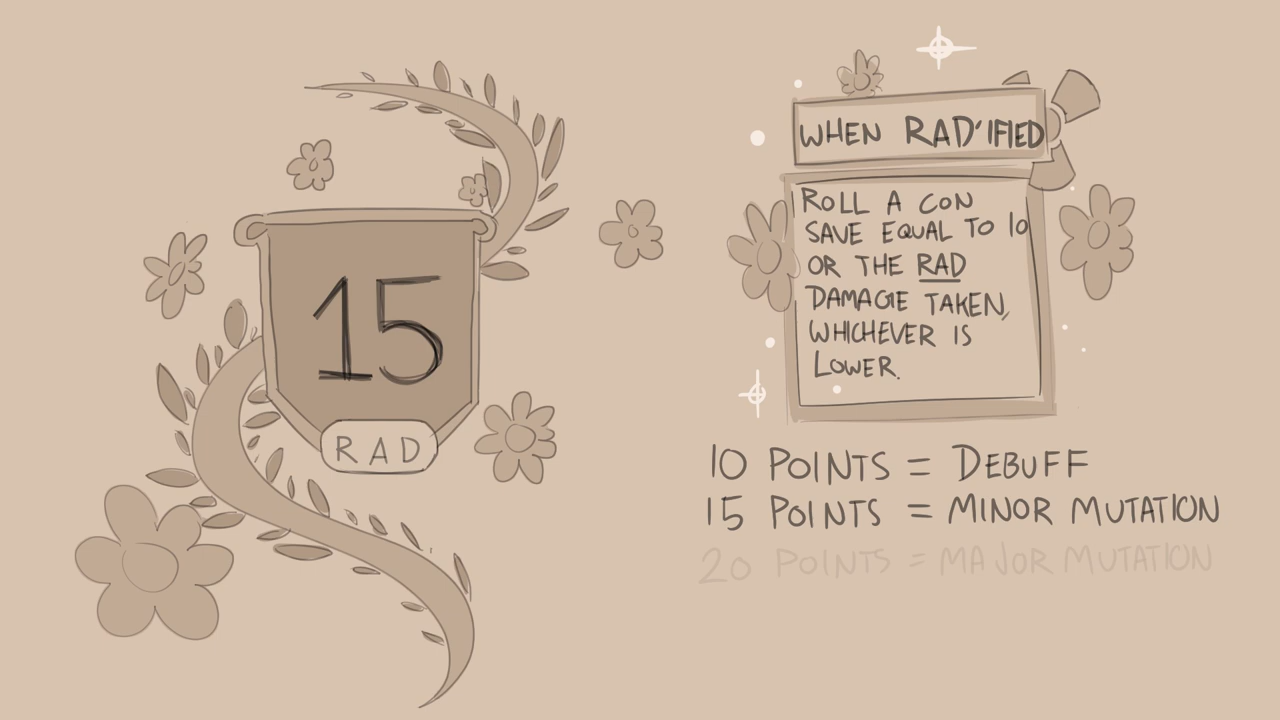 15
RAD
WHEN RAD'IFIED
ROLL A CON
SAVE EQUAL TO 10
OR THE RAD
DAMAGE TAKEN,
WHICHEVER IS
LOWER.
10 POINTS = DEBUFF
15 POINTS = MINOR MUTATION
20 POINTS = MAJOR MUTATION